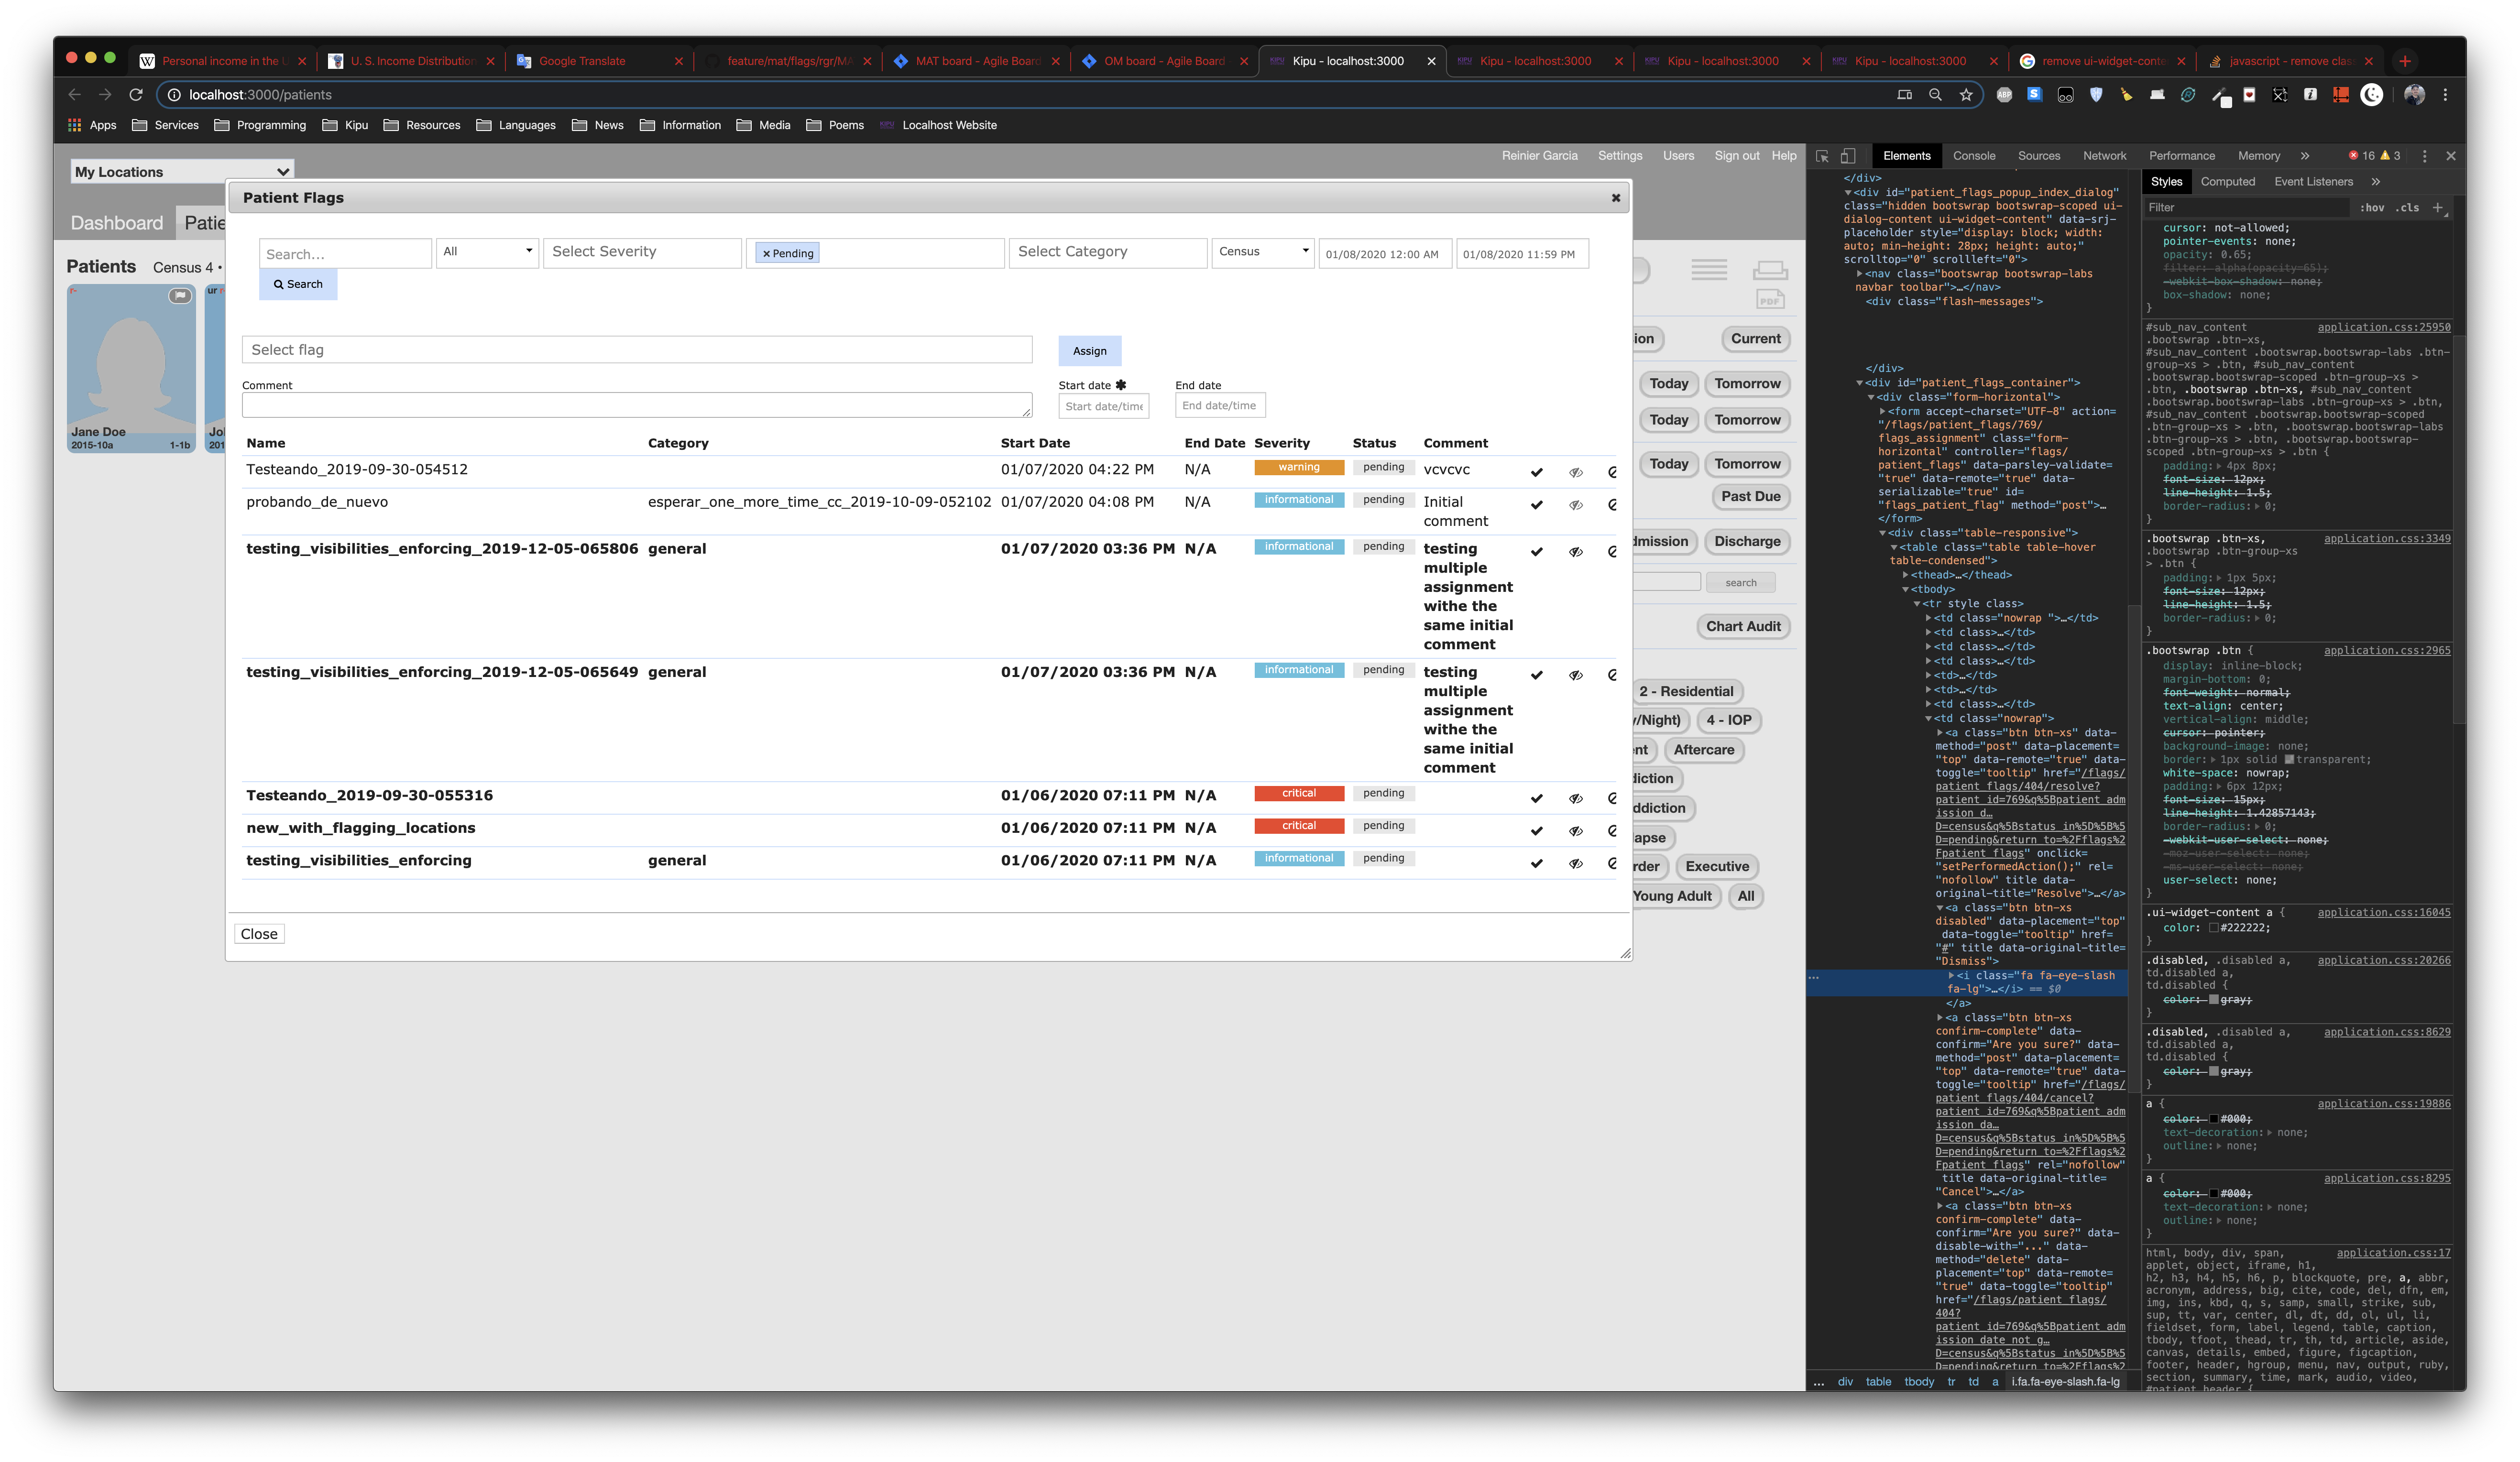 Personal income in the U
U. S. Income Distribution
Google Translate
feature/mat/flags/rgr/MA
MAT board - Agile Board
OM board - Agile Board
Kipu - localhost:3000
Kipu - localhost:3000
Kipu - localhost:3000
Kipu - localhost:3000
remove ui-widget-conte
javascript - remove clas
localhost:3000/patients
Apps Services Programming Kipu Resources Languages News Information Media Poems Localhost Website
My Locations
Reinier Garcia Settings Users Sign out Help
Dashboard Patie
Patients Census 4 •
Jane Doe
2015-10a 1-1b
Patient Flags
Search... All Select Severity × Pending Select Category Census 01/08/2020 12:00 AM 01/08/2020 11:59 PM
Search
Select flag Assign
Comment Start date ✱ End date
Start date/time End date/time
Name Category Start Date End Date Severity Status Comment
Testeando_2019-09-30-054512 01/07/2020 04:22 PM N/A warning pending vcvcvc
probando_de_nuevo esperar_one_more_time_cc_2019-10-09-052102 01/07/2020 04:08 PM N/A informational pending Initial
comment
testing_visibilities_enforcing_2019-12-05-065806 general 01/07/2020 03:36 PM N/A informational pending testing
multiple
assignment
withe the
same initial
comment
testing_visibilities_enforcing_2019-12-05-065649 general 01/07/2020 03:36 PM N/A informational pending testing
multiple
assignment
withe the
same initial
comment
Testeando_2019-09-30-055316 01/06/2020 07:11 PM N/A critical pending
new_with_flagging_locations 01/06/2020 07:11 PM N/A critical pending
testing_visibilities_enforcing general 01/06/2020 07:11 PM N/A informational pending
Close
PDF
ion Current
Today Tomorrow
Today Tomorrow
Today Tomorrow
Past Due
dmission Discharge
search
Chart Audit
2 - Residential
y/Night) 4 - IOP
nt Aftercare
diction
ddiction
lapse
rder Executive
Young Adult All
Elements Console Sources Network Performance Memory » 16 3
</div>
<div id="patient_flags_popup_index_dialog"
class="hidden bootswrap bootswrap-scoped ui-
dialog-content ui-widget-content" data-srj-
placeholder style="display: block; width:
auto; min-height: 28px; height: auto;"
scrolltop="0" scrollleft="0">
<nav class="bootswrap bootswrap-labs
navbar toolbar">…</nav>
<div class="flash-messages">
</div>
<div id="patient_flags_container">
<div class="form-horizontal">
<form accept-charset="UTF-8" action=
"/flags/patient_flags/769/
flags_assignment" class="form-
horizontal" controller="flags/
patient_flags" data-parsley-validate=
"true" data-remote="true" data-
serializable="true" id=
"flags_patient_flag" method="post">…
</form>
<div class="table-responsive">
<table class="table table-hover
table-condensed">
<thead>…</thead>
<tbody>
<tr style class>
<td class="nowrap ">…</td>
<td class>…</td>
<td class>…</td>
<td class>…</td>
<td>…</td>
<td>…</td>
<td class>…</td>
<td class="nowrap">
<a class="btn btn-xs" data-
method="post" data-placement=
"top" data-remote="true" data-
toggle="tooltip" href="/flags/
patient_flags/404/resolve?
patient_id=769&q%5Bpatient_adm
ission_d…
D=census&q%5Bstatus_in%5D%5B%5
D=pending&return_to=%2Fflags%2
Fpatient_flags" onclick=
"setPerformedAction();" rel=
"nofollow" title data-
original-title="Resolve">…</a>
<a class="btn btn-xs
disabled" data-placement="top"
data-toggle="tooltip" href=
"#" title data-original-title=
"Dismiss">
<i class="fa fa-eye-slash
fa-lg">…</i> == $0
</a>
<a class="btn btn-xs
confirm-complete" data-
confirm="Are you sure?" data-
method="post" data-placement=
"top" data-remote="true" data-
toggle="tooltip" href="/flags/
patient_flags/404/cancel?
patient_id=769&q%5Bpatient_adm
ission_da…
D=census&q%5Bstatus_in%5D%5B%5
D=pending&return_to=%2Fflags%2
Fpatient_flags" rel="nofollow"
title data-original-title=
"Cancel">…</a>
<a class="btn btn-xs
confirm-complete" data-
confirm="Are you sure?" data-
disable-with="..." data-
method="delete" data-
placement="top" data-remote=
"true" data-toggle="tooltip"
href="/flags/patient_flags/
404?
patient_id=769&q%5Bpatient_adm
ission_date_not_g…
D=census&q%5Bstatus_in%5D%5B%5
D=pending&return_to=%2Fflags%2
... div table tbody tr td a i.fa.fa-eye-slash.fa-lg
Styles Computed Event Listeners »
Filter :hov .cls +
cursor: not-allowed;
pointer-events: none;
opacity: 0.65;
filter: alpha(opacity=65);
-webkit-box-shadow: none;
box-shadow: none;
}
#sub_nav_content application.css:25950
.bootswrap .btn-xs,
#sub_nav_content .bootswrap.bootswrap-labs .btn-
group-xs > .btn, #sub_nav_content
.bootswrap.bootswrap-scoped .btn-group-xs >
.btn, .bootswrap .btn-xs, #sub_nav_content
.bootswrap.bootswrap-labs .btn-group-xs > .btn,
#sub_nav_content .bootswrap.bootswrap-scoped
.btn-group-xs > .btn, .bootswrap.bootswrap-labs
.btn-group-xs > .btn, .bootswrap.bootswrap-
scoped .btn-group-xs > .btn {
padding: 4px 8px;
font-size: 12px;
line-height: 1.5;
border-radius: 0;
}
.bootswrap .btn-xs, application.css:3349
.bootswrap .btn-group-xs
> .btn {
padding: 1px 5px;
font-size: 12px;
line-height: 1.5;
border-radius: 0;
}
.bootswrap .btn { application.css:2965
display: inline-block;
margin-bottom: 0;
font-weight: normal;
text-align: center;
vertical-align: middle;
cursor: pointer;
background-image: none;
border: 1px solid transparent;
white-space: nowrap;
padding: 6px 12px;
font-size: 15px;
line-height: 1.42857143;
border-radius: 0;
-webkit-user-select: none;
-moz-user-select: none;
-ms-user-select: none;
user-select: none;
}
.ui-widget-content a { application.css:16045
color: #222222;
}
.disabled, .disabled a, application.css:20266
td.disabled a,
td.disabled {
color: gray;
}
.disabled, .disabled a, application.css:8629
td.disabled a,
td.disabled {
color: gray;
}
a { application.css:19886
color: #000;
text-decoration: none;
outline: none;
}
a { application.css:8295
color: #000;
text-decoration: none;
outline: none;
}
html, body, div, span, application.css:17
applet, object, iframe, h1,
h2, h3, h4, h5, h6, p, blockquote, pre, a, abbr,
acronym, address, big, cite, code, del, dfn, em,
img, ins, kbd, q, s, samp, small, strike, sub,
sup, tt, var, center, dl, dt, dd, ol, ul, li,
fieldset, form, label, legend, table, caption,
tbody, tfoot, thead, tr, th, td, article, aside,
canvas, details, embed, figure, figcaption,
footer, header, hgroup, menu, nav, output, ruby,
section, summary, time, mark, audio, video,
#patient_header {